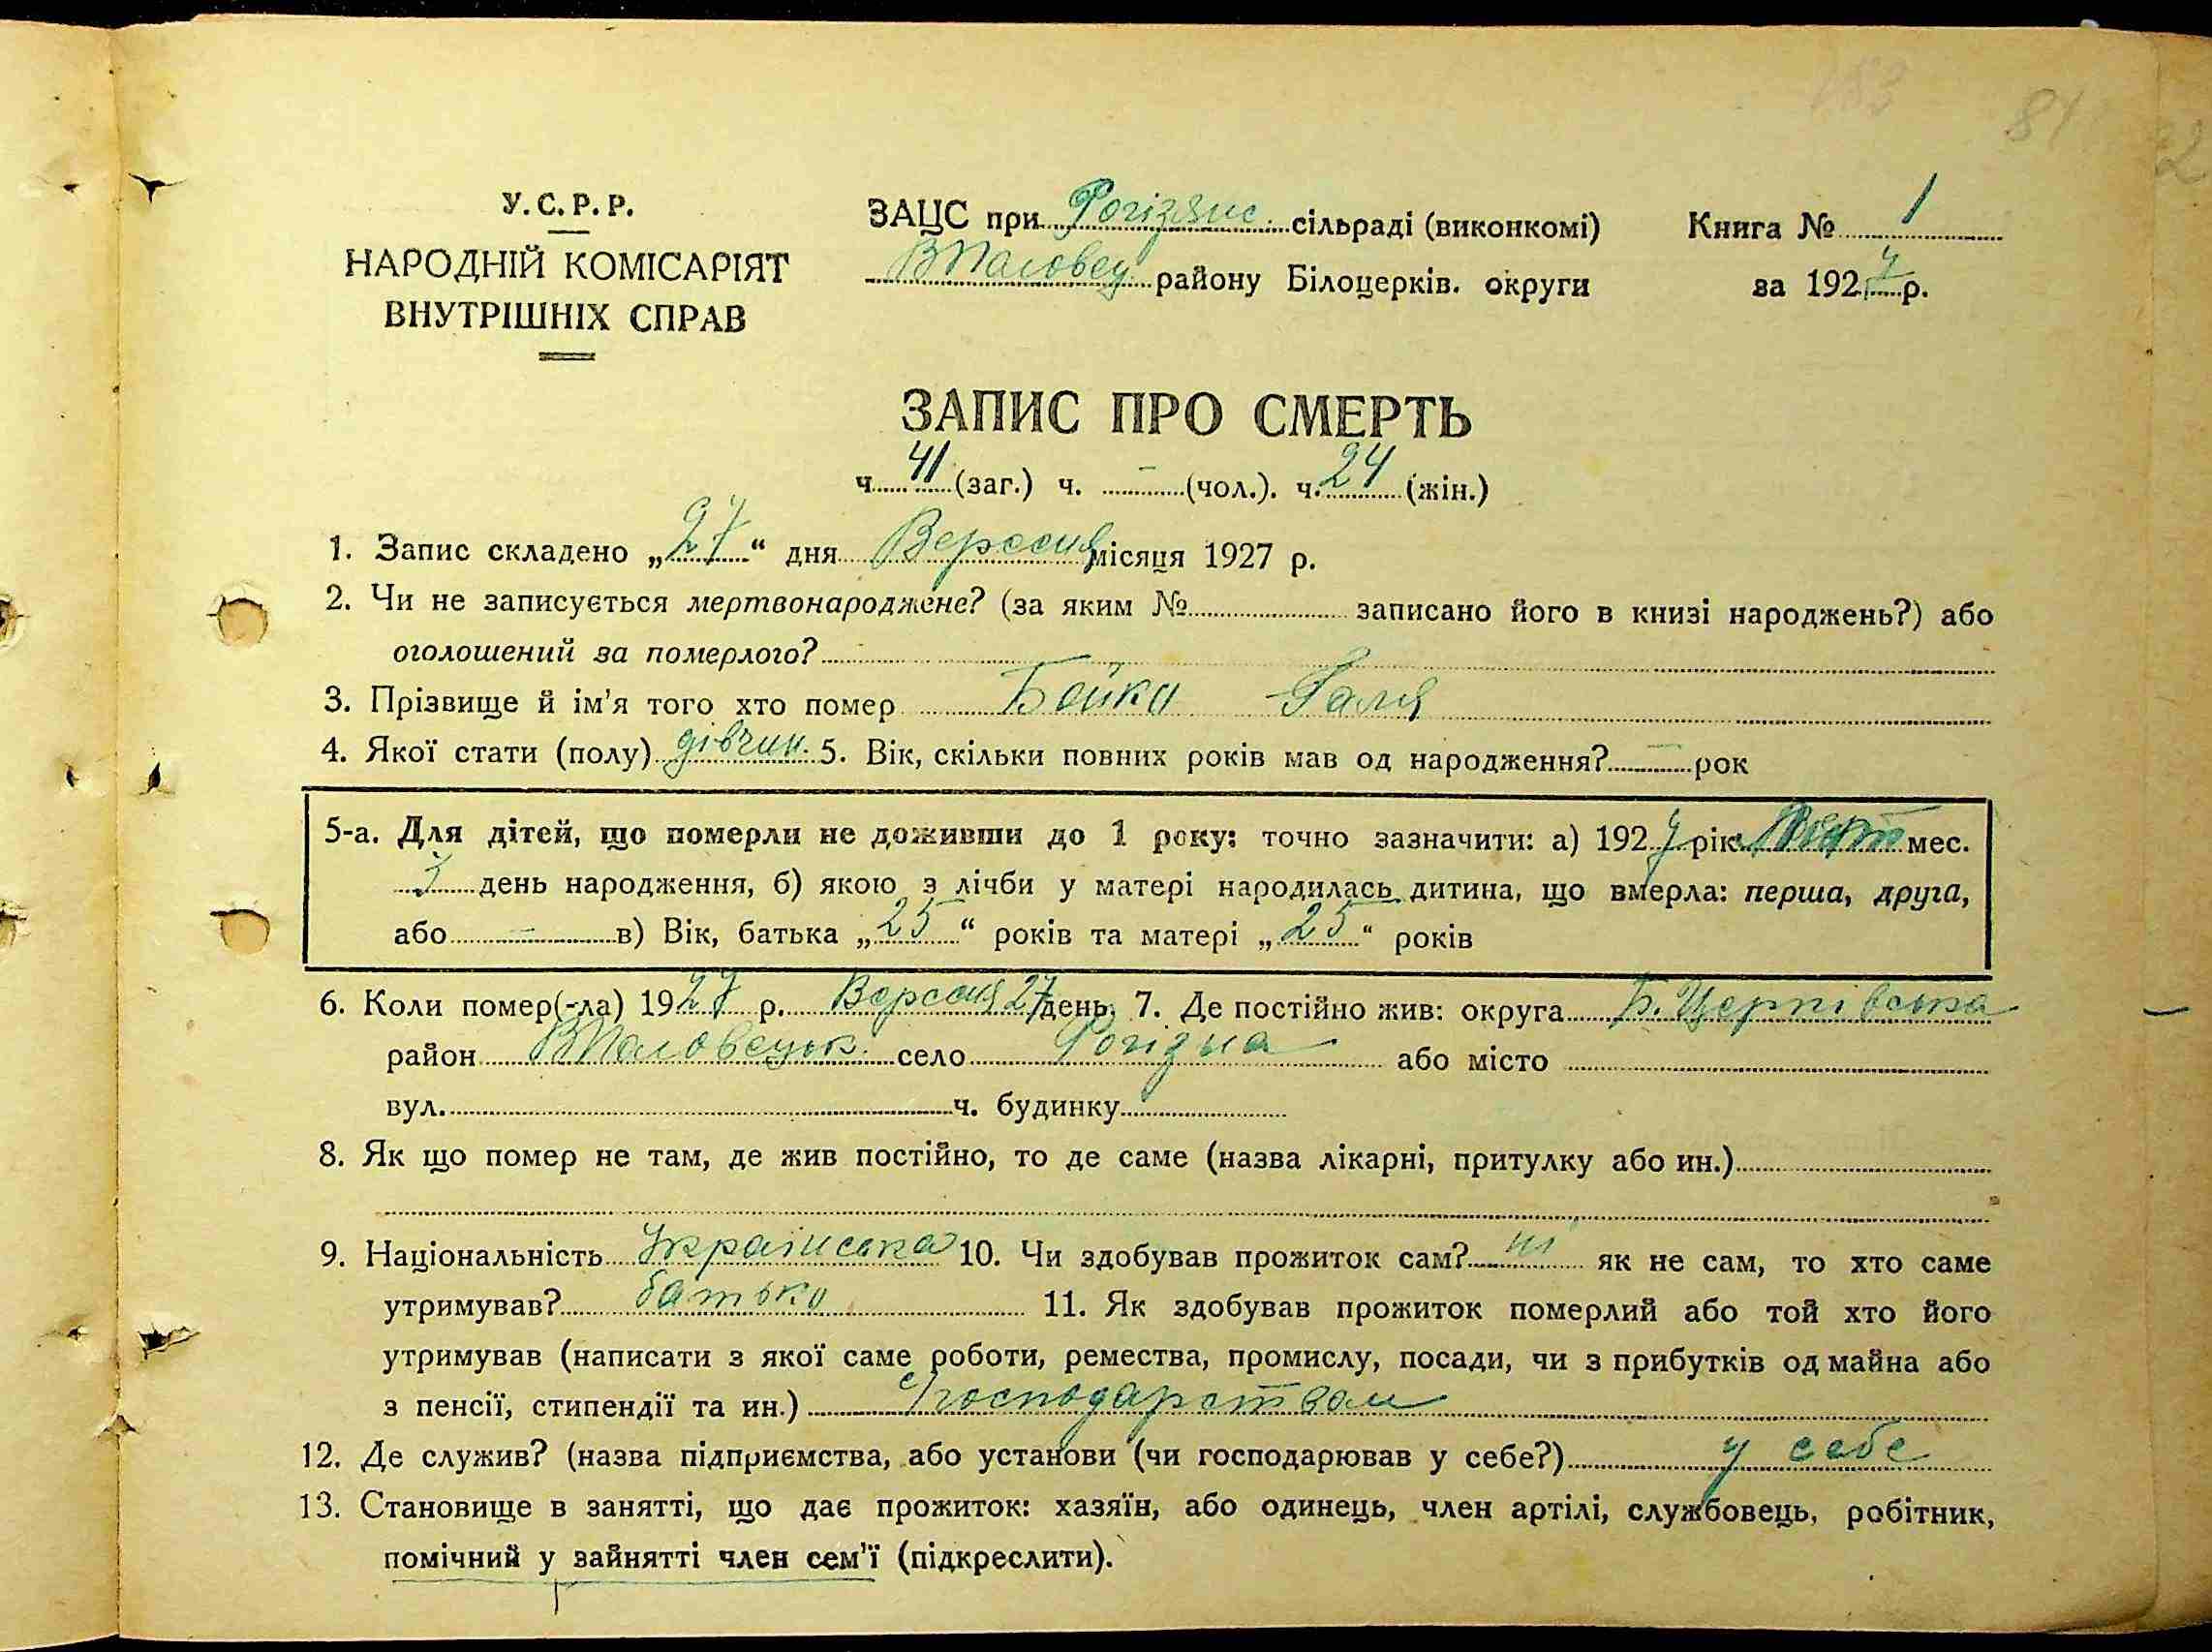 81
У.С.Р.Р.
НАРОДНІЙ КОМІСАРІЯТ
ВНУТРІШНІХ СПРАВ
ЗАЦС при Рогізянс. сільраді (виконкомі)
ВПоловец. району Білоцерків. округи
Книга № 1
за 1927 р.
ЗАПИС ПРО СМЕРТЬ
ч. 41 (заг.) ч. – (чол.). ч. 24 (жін.)
1. Запис складено „27“ дня Вересня місяця 1927 р.
2. Чи не записується мертвонароджене? (за яким № записано його в книзі народжень?) або
оголошений за померлого?
3. Прізвище й ім'я того хто помер Бойко Галя
4. Якої стати (полу) дівчин. 5. Вік, скільки повних років мав од народження? – рок
5-а. Для дітей, що померли не доживши до 1 року: точно зазначити: а) 1927 рік мес.
день народження, б) якою з лічби у матері народилась дитина, що вмерла: перша, друга,
або – в) Вік, батька „25“ років та матері „25“ років
6. Коли помер(-ла) 1927 р. Вересня 27 день. 7. Де постійно жив: округа Б. Церківська
район ВПоловецьк. село Рогізна або місто
вул. ч. будинку
8. Як що помер не там, де жив постійно, то де саме (назва лікарні, притулку або ин.)
9. Національність Українська 10. Чи здобував прожиток сам? ні як не сам, то хто саме
утримував? батько 11. Як здобував прожиток померлий або той хто його
утримував (написати з якої саме роботи, ремества, промислу, посади, чи з прибутків од майна або
з пенсії, стипендії та ин.) Господарством
12. Де служив? (назва підприємства, або установи (чи господарював у себе?) у себе
13. Становище в занятті, що дає прожиток: хазяїн, або одинець, член артілі, службовець, робітник,
помічний у зайнятті член сем'ї (підкреслити).